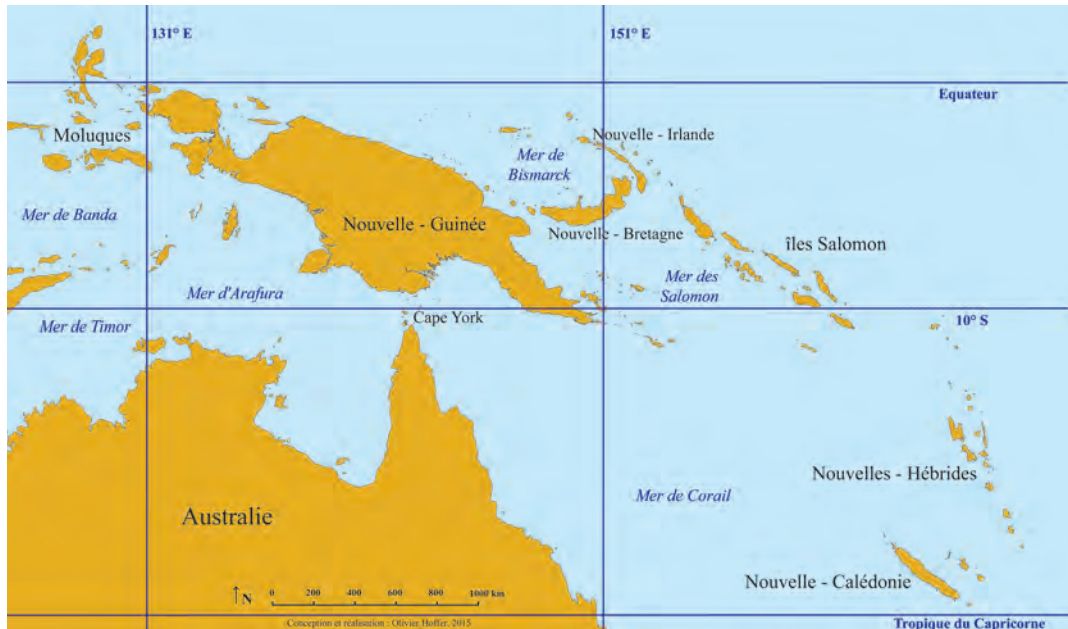 131° E
151° E
Equateur
Moluques
Nouvelle - Irlande
Mer de
Bismarck
Mer de Banda
Nouvelle - Guinée
Nouvelle - Bretagne
îles Salomon
Mer des
Salomon
Mer d'Arafura
Mer de Timor
Cape York
10° S
Nouvelles - Hébrides
Mer de Corail
Australie
Nouvelle - Calédonie
N
0 200 400 600 800 1000 km
Conception et réalisation : Olivier Hoffer, 2015
Tropique du Capricorne